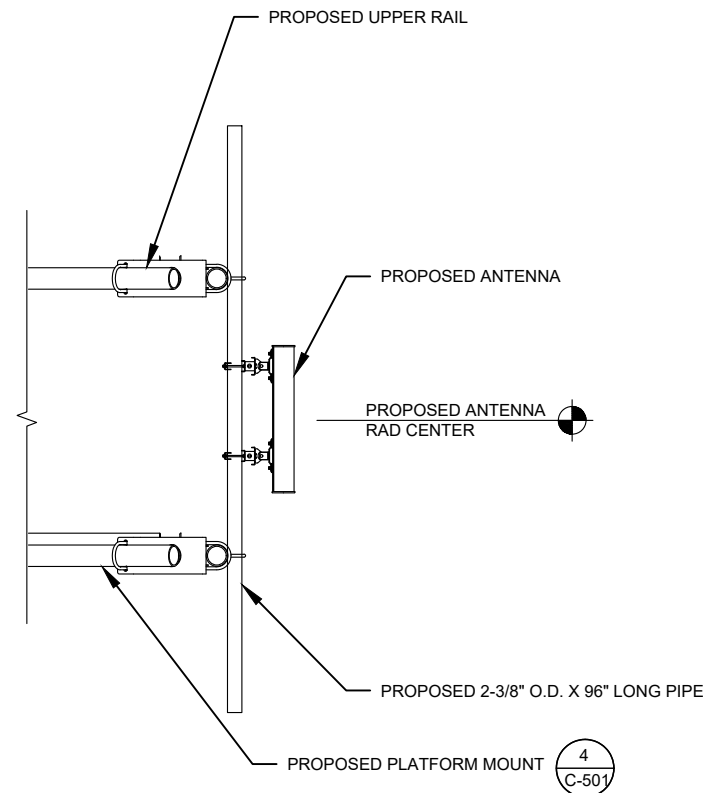 PROPOSED UPPER RAIL
PROPOSED ANTENNA
PROPOSED ANTENNA
RAD CENTER
PROPOSED 2-3/8" O.D. X 96" LONG PIPE
PROPOSED PLATFORM MOUNT
4
C-501